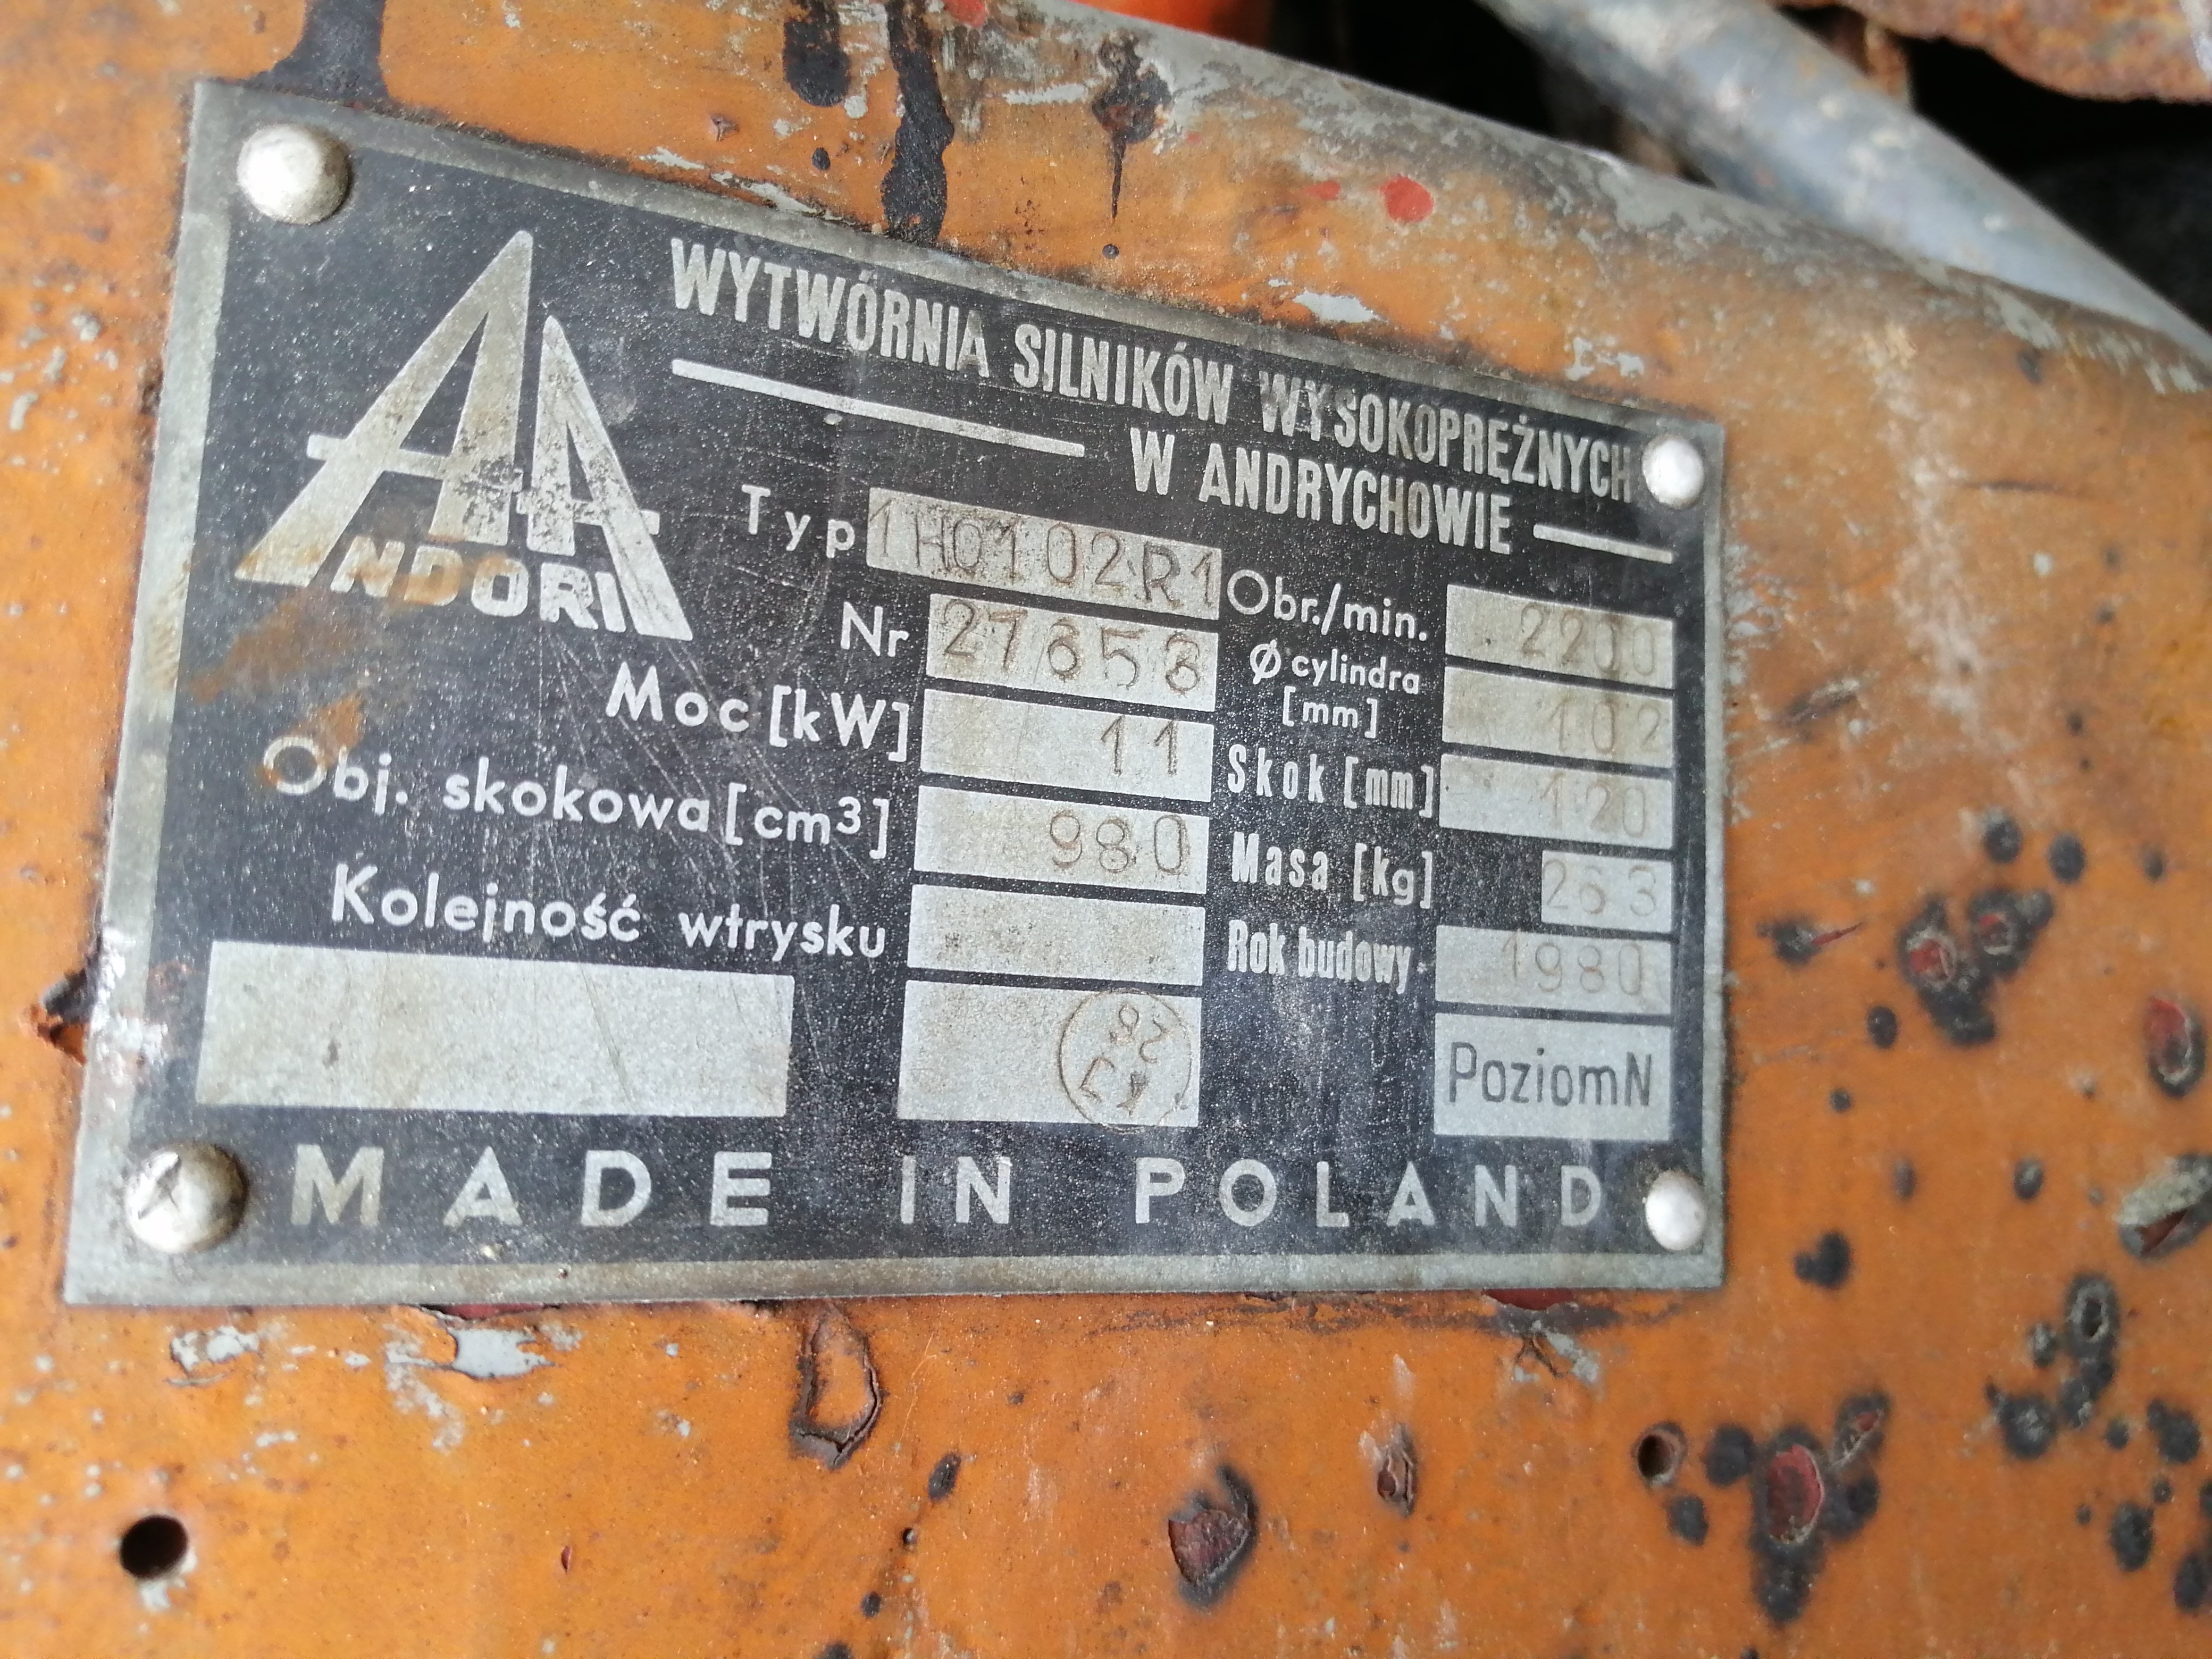 WYTWÓRNIA SILNIKÓW WYSOKOPRĘŻNYCH
W ANDRYCHOWIE
ANDORIA
Typ 1HC102R1
Nr 27653
Moc [kW] 11
Obj. skokowa [cm³] 980
Kolejność wtrysku
Obr./min. 2200
Ø cylindra [mm] 102
Skok [mm] 120
Masa [kg] 263
Rok budowy 1980
PoziomN
MADE IN POLAND